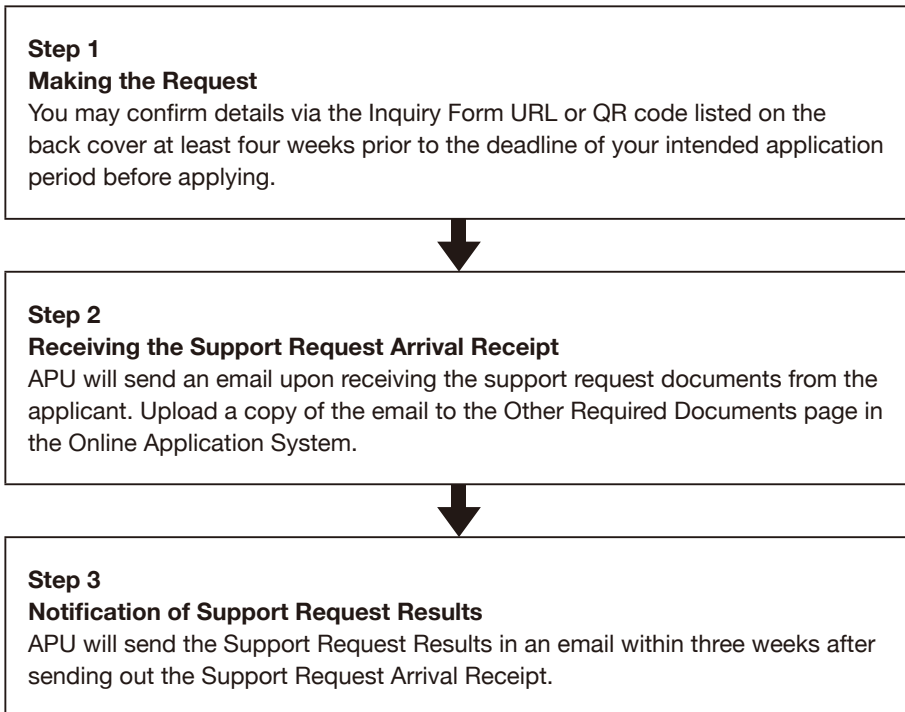 Step 1
Making the Request
You may confirm details via the Inquiry Form URL or QR code listed on the
back cover at least four weeks prior to the deadline of your intended application
period before applying.
Step 2
Receiving the Support Request Arrival Receipt
APU will send an email upon receiving the support request documents from the
applicant. Upload a copy of the email to the Other Required Documents page in
the Online Application System.
Step 3
Notification of Support Request Results
APU will send the Support Request Results in an email within three weeks after
sending out the Support Request Arrival Receipt.